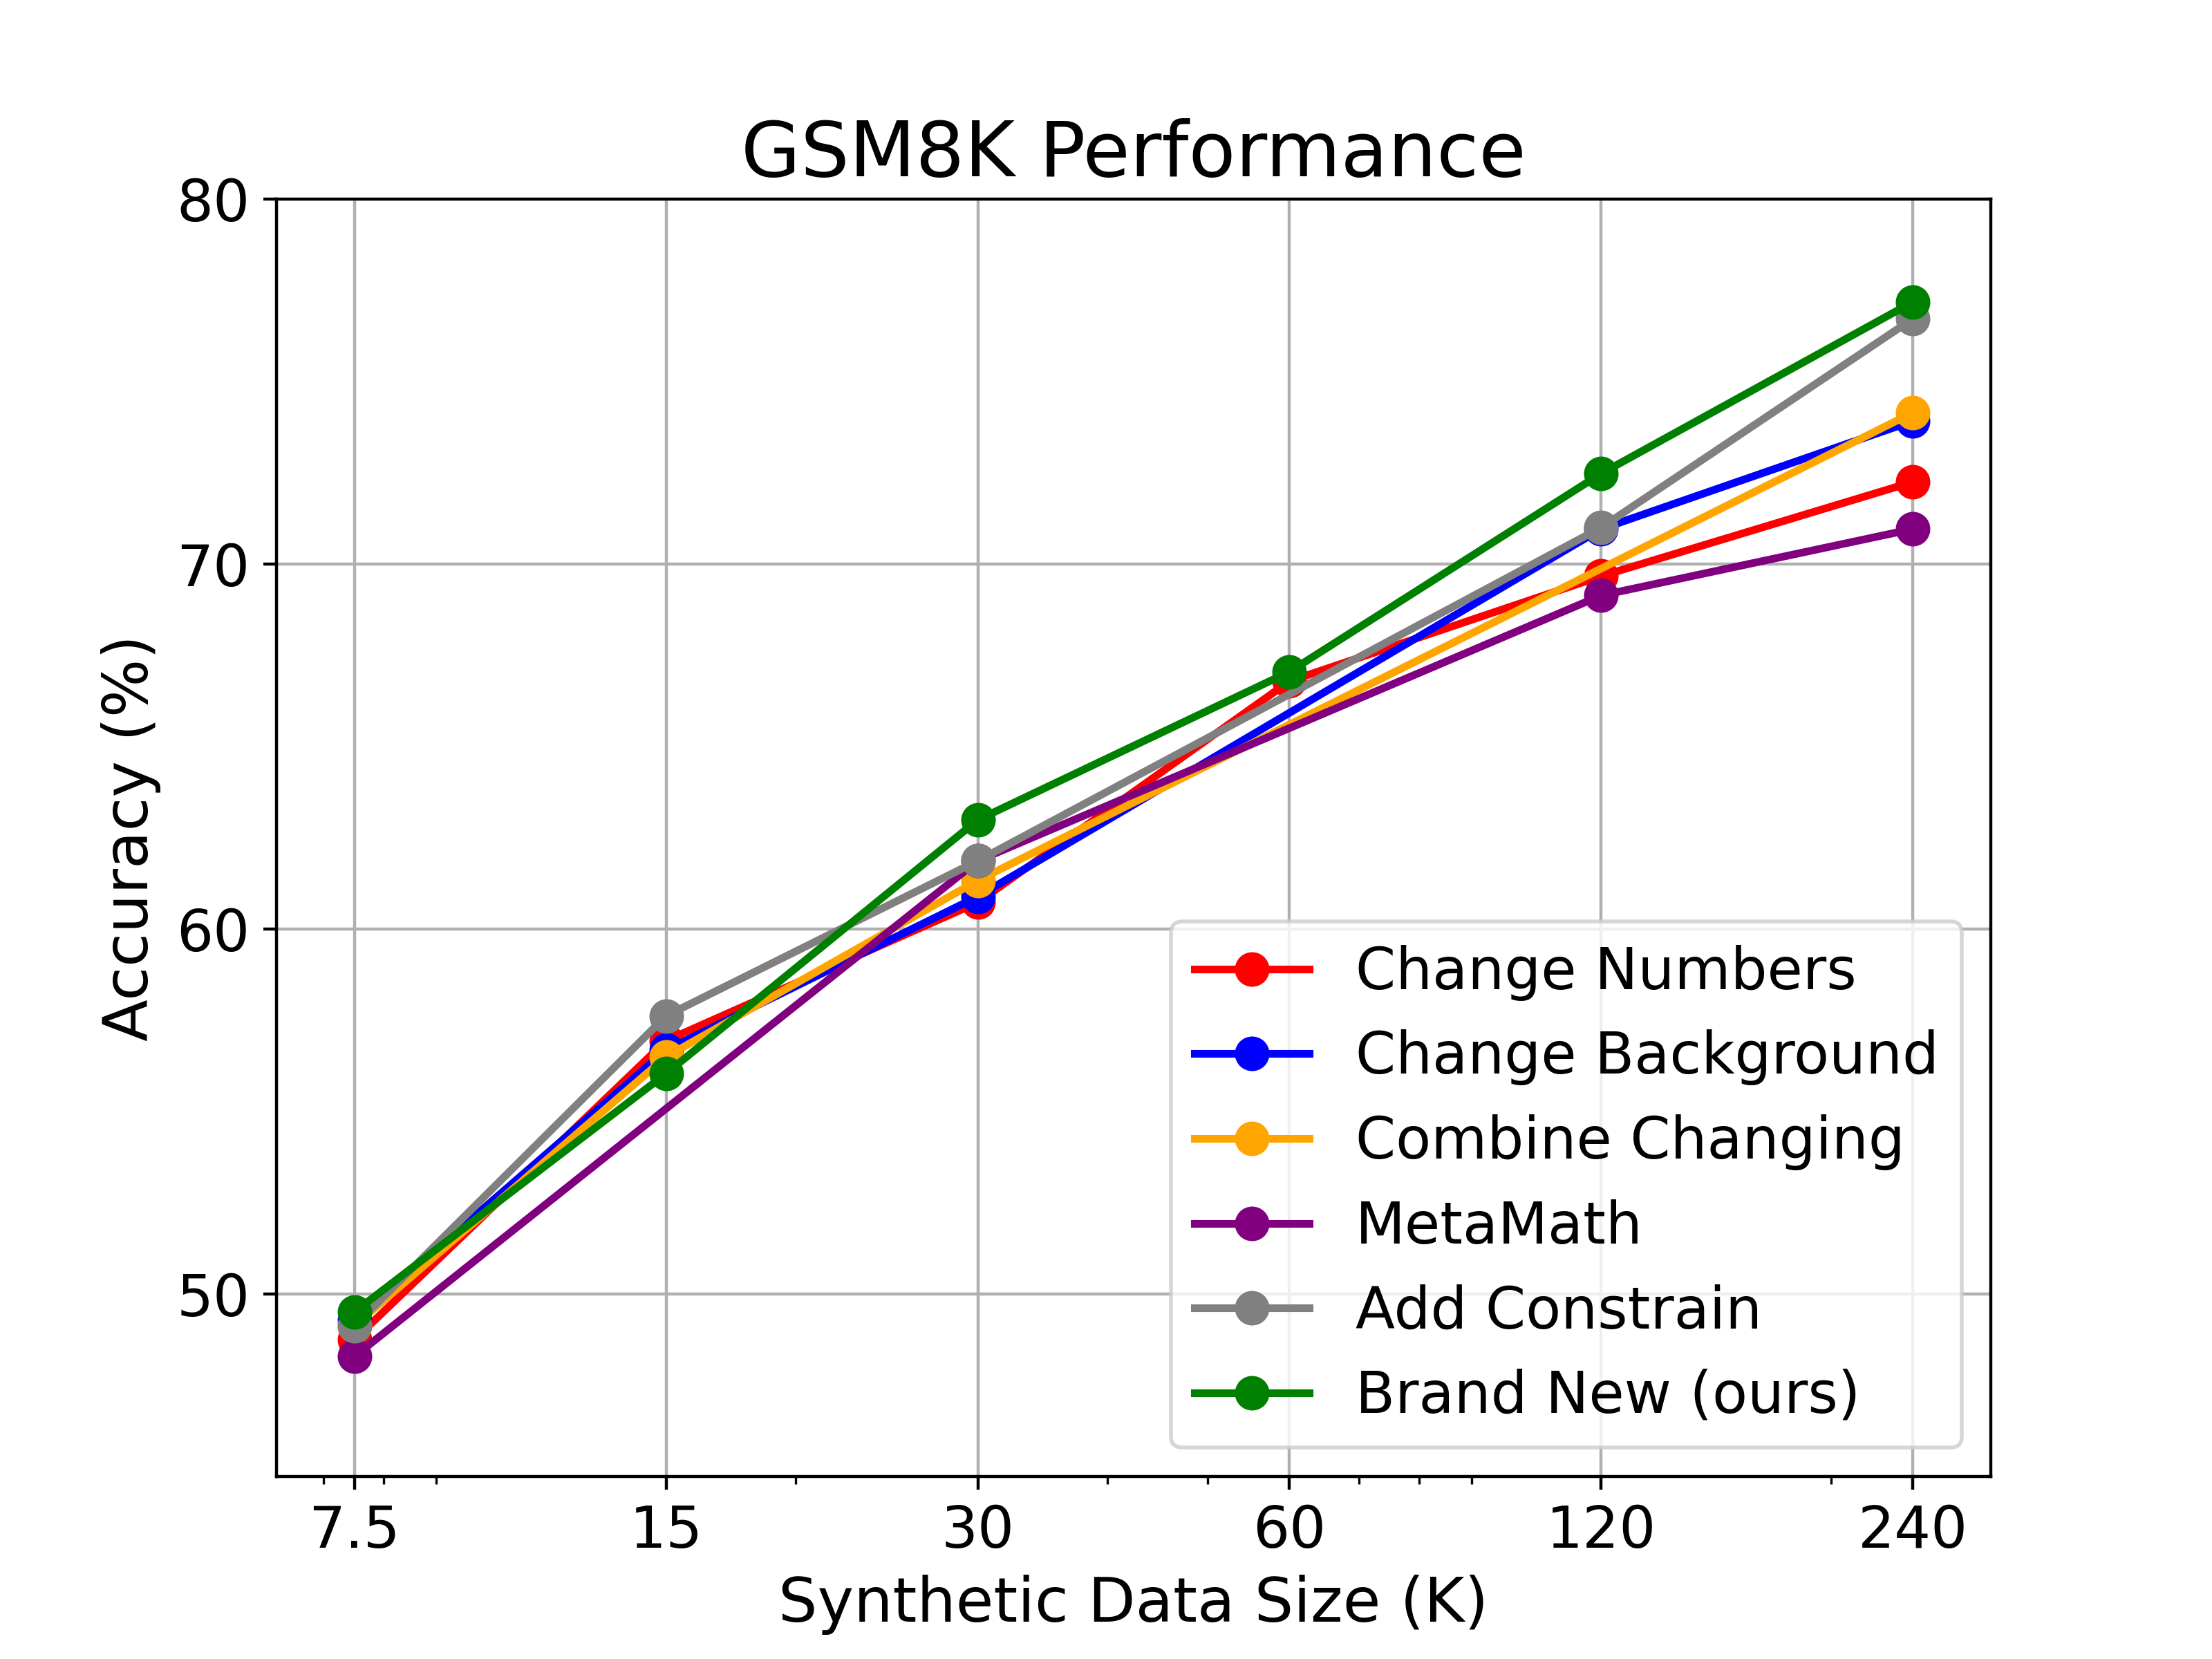 GSM8K Performance
80
70
60
50
Accuracy (%)
Change Numbers
Change Background
Combine Changing
MetaMath
Add Constrain
Brand New (ours)
7.5 15 30 60 120 240
Synthetic Data Size (K)